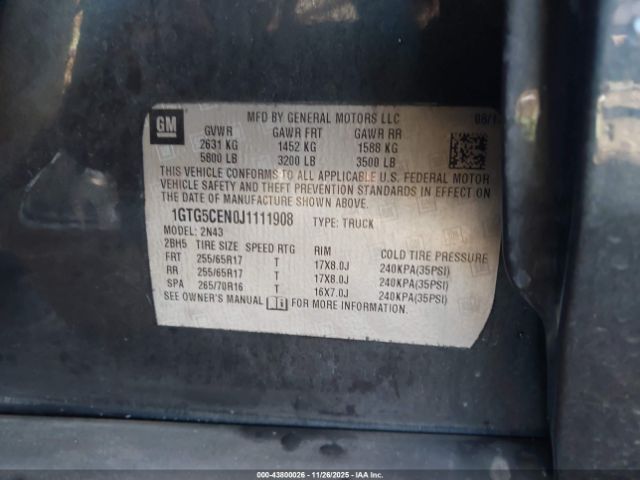 GM
MFD BY GENERAL MOTORS LLC 08/1
GVWR GAWR FRT GAWR RR
2631 KG 1452 KG 1588 KG
5800 LB 3200 LB 3500 LB
THIS VEHICLE CONFORMS TO ALL APPLICABLE U.S. FEDERAL MOTOR
VEHICLE SAFETY AND THEFT PREVENTION STANDARDS IN EFFECT ON
THE DATE OF MANUFACTURE SHOWN ABOVE.
1GTG5CEN0J1111908 TYPE: TRUCK
MODEL: 2N43
2BH5 TIRE SIZE SPEED RTG RIM COLD TIRE PRESSURE
FRT 255/65R17 T 17X8.0J 240KPA(35PSI)
RR 255/65R17 T 17X8.0J 240KPA(35PSI)
SPA 265/70R16 T 16X7.0J 240KPA(35PSI)
SEE OWNER'S MANUAL FOR MORE INFORMATION.
000-43800026 - 11/26/2025 - IAA